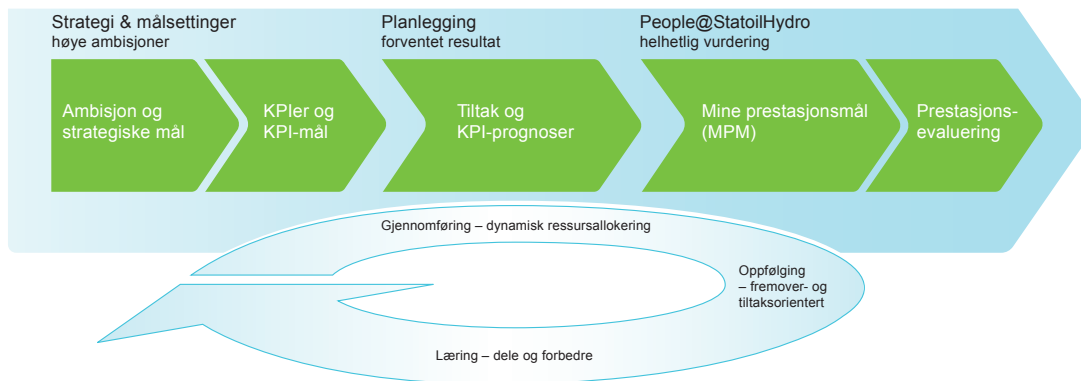 Strategi & målsettinger
høye ambisjoner
Planlegging
forventet resultat
People@StatoilHydro
helhetlig vurdering
Ambisjon og
strategiske mål
KPIer og
KPI-mål
Tiltak og
KPI-prognoser
Mine prestasjonsmål
(MPM)
Prestasjons-
evaluering
Gjennomføring – dynamisk ressursallokering
Oppfølging
– fremover- og
tiltaksorientert
Læring – dele og forbedre